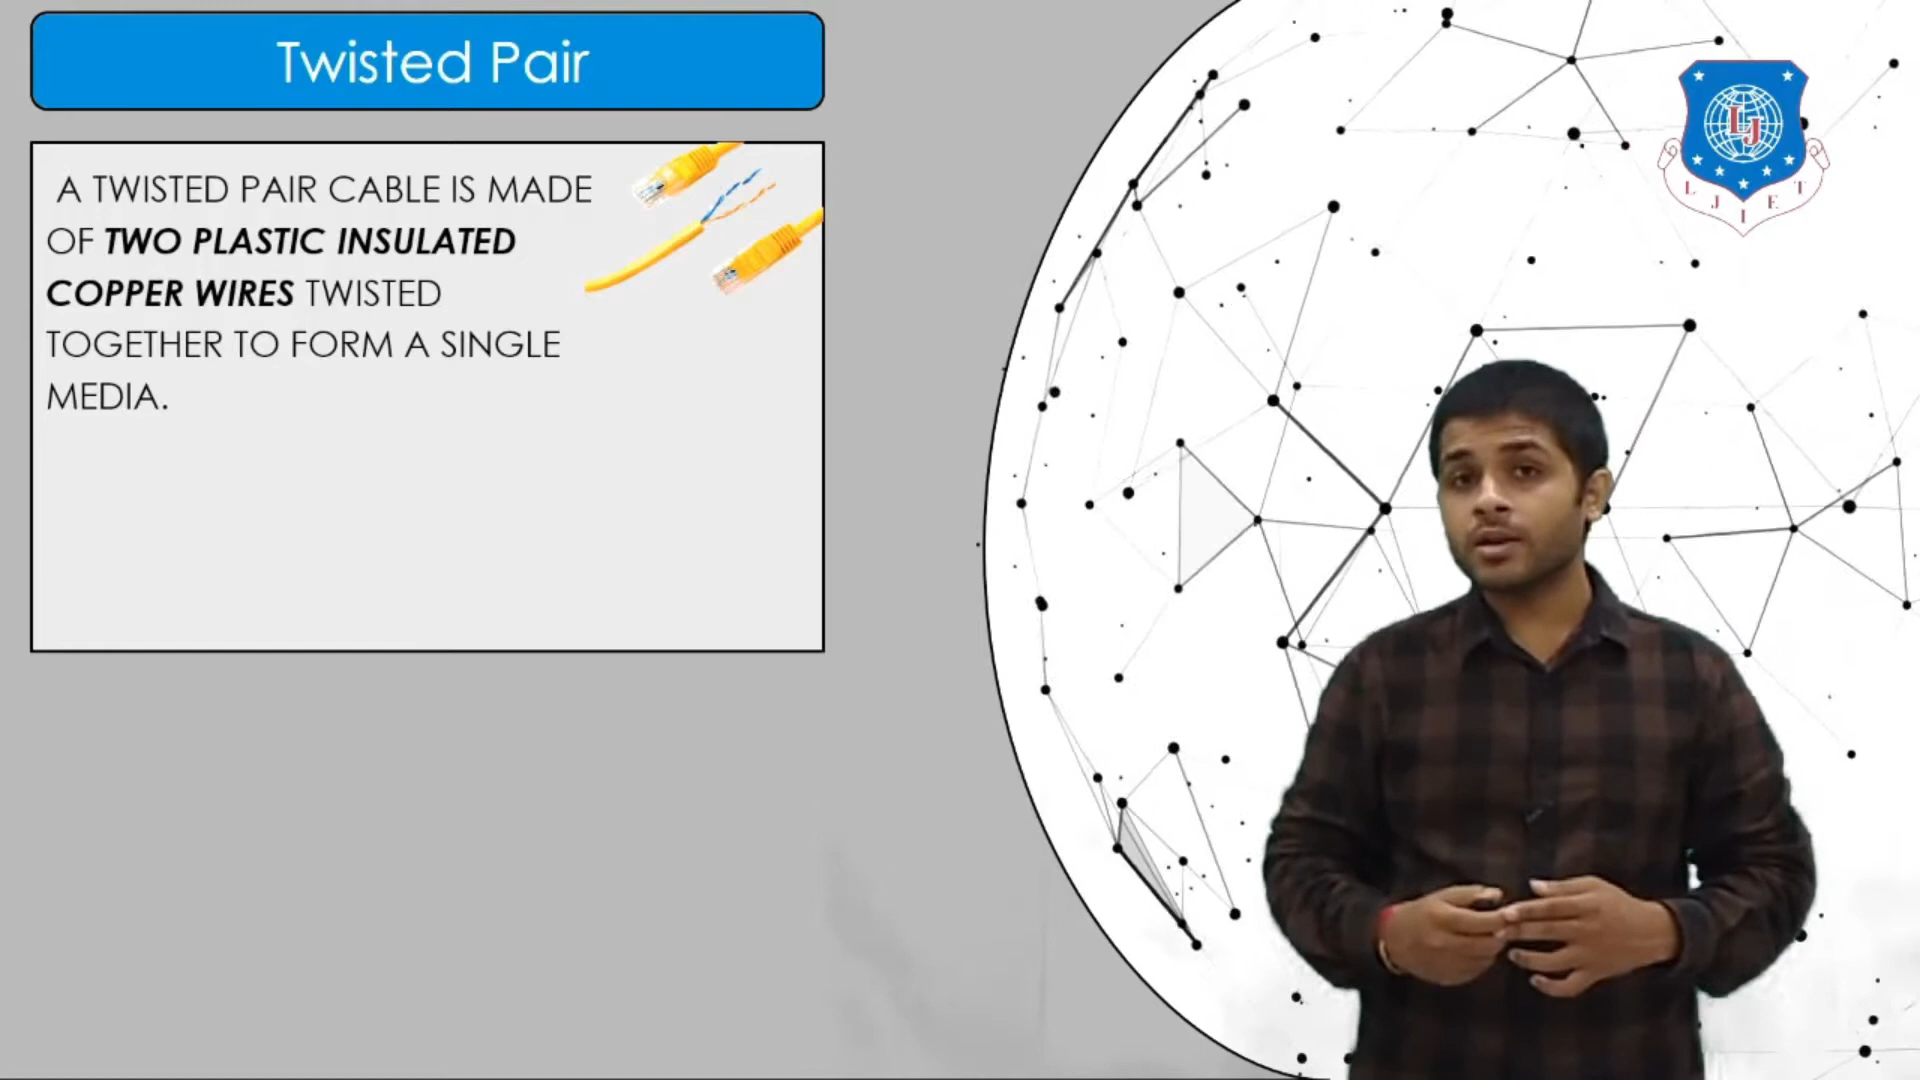 Twisted Pair
A TWISTED PAIR CABLE IS MADE
OF TWO PLASTIC INSULATED
COPPER WIRES TWISTED
TOGETHER TO FORM A SINGLE
MEDIA.
LJ
L J I E T